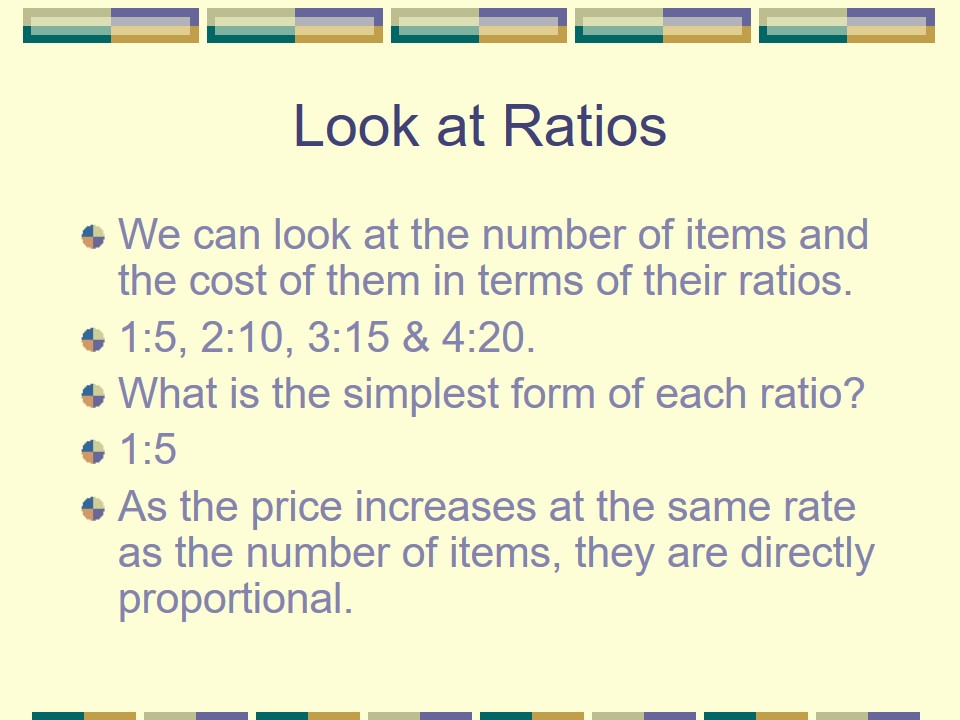 Look at Ratios
We can look at the number of items and
the cost of them in terms of their ratios.
1:5, 2:10, 3:15 & 4:20.
What is the simplest form of each ratio?
1:5
As the price increases at the same rate
as the number of items, they are directly
proportional.